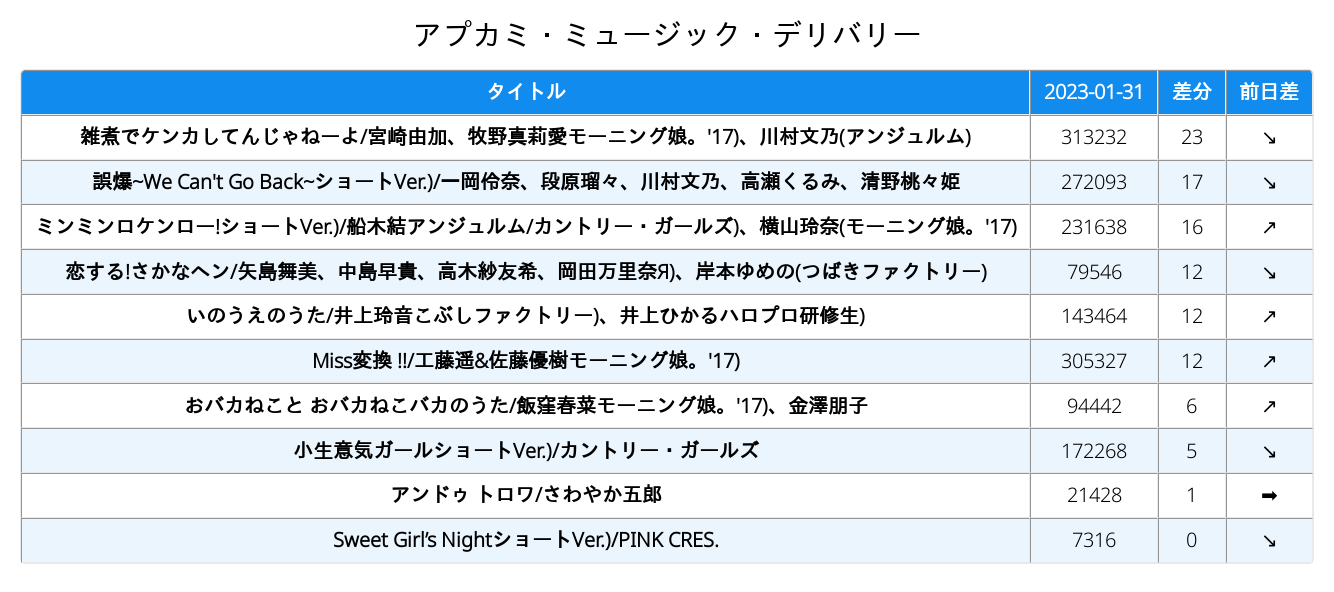 アプカミ・ミュージック・デリバリー
タイトル 2023-01-31 差分 前日差
雑煮でケンカしてんじゃねーよ/宮崎由加、牧野真莉愛モーニング娘。'17)、川村文乃(アンジュルム) 313232 23 ↘
誤爆~We Can't Go Back~ショートVer.)/一岡伶奈、段原瑠々、川村文乃、高瀬くるみ、清野桃々姫 272093 17 ↘
ミンミンロケンロー!ショートVer.)/船木結アンジュルム/カントリー・ガールズ)、横山玲奈(モーニング娘。'17) 231638 16 ↗
恋する!さかなヘン/矢島舞美、中島早貴、高木紗友希、岡田万里奈Я)、岸本ゆめの(つばきファクトリー) 79546 12 ↘
いのうえのうた/井上玲音こぶしファクトリー)、井上ひかるハロプロ研修生) 143464 12 ↗
Miss変換 !!/工藤遥&佐藤優樹モーニング娘。'17) 305327 12 ↗
おバカねこと おバカねこバカのうた/飯窪春菜モーニング娘。'17)、金澤朋子 94442 6 ↗
小生意気ガールショートVer.)/カントリー・ガールズ 172268 5 ↘
アンドゥ トロワ/さわやか五郎 21428 1 ➡
Sweet Girl’s NightショートVer.)/PINK CRES. 7316 0 ↘